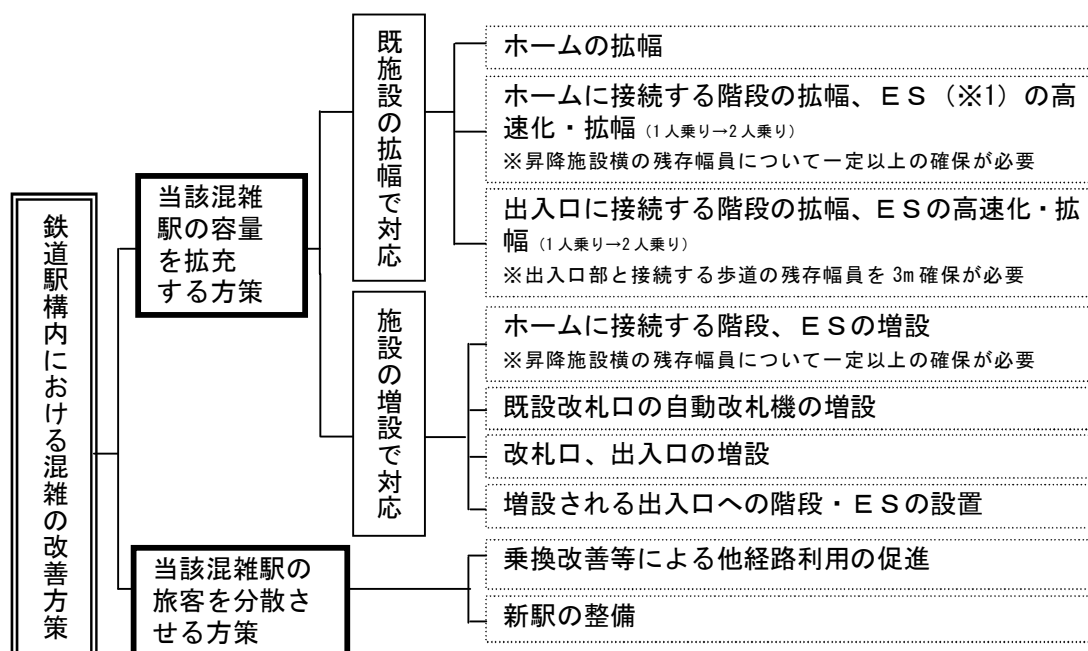 鉄道駅構内における混雑の改善方策
当該混雑
駅の容量
を拡充
する方策
既施設の拡幅で対応
ホームの拡幅
ホームに接続する階段の拡幅、ES(※1)の高
速化・拡幅(1人乗り→2人乗り)
※昇降施設横の残存幅員について一定以上の確保が必要
出入口に接続する階段の拡幅、ESの高速化・拡
幅(1人乗り→2人乗り)
※出入口部と接続する歩道の残存幅員を3m確保が必要
施設の増設で対応
ホームに接続する階段、ESの増設
※昇降施設横の残存幅員について一定以上の確保が必要
既設改札口の自動改札機の増設
改札口、出入口の増設
増設される出入口への階段・ESの設置
当該混雑駅の
旅客を分散さ
せる方策
乗換改善等による他経路利用の促進
新駅の整備